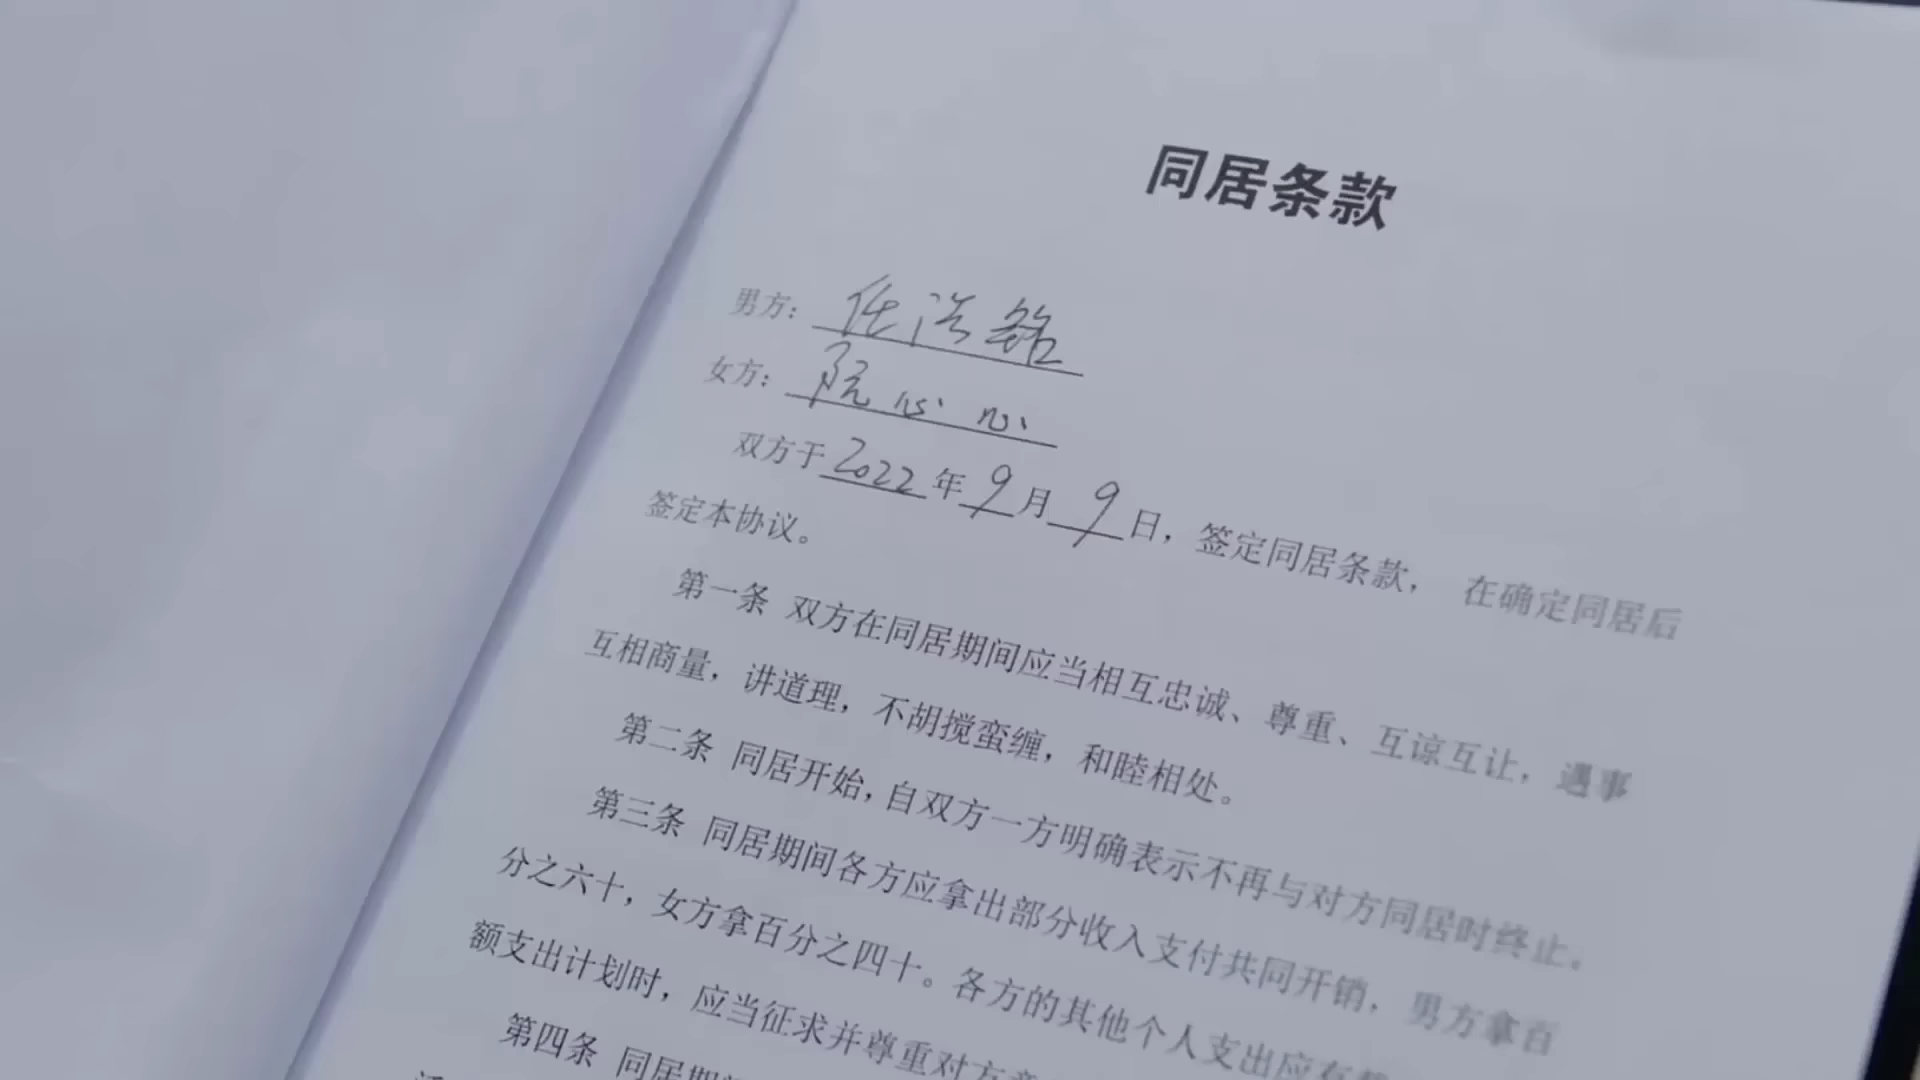 同居条款
男方：任浩铭
女方：阮心心
双方于2022年9月9日，签定同居条款， 在确定同居后
签定本协议。
第一条 双方在同居期间应当相互忠诚、尊重、互谅互让，遇事
互相商量，讲道理，不胡搅蛮缠，和睦相处。
第二条 同居开始，自双方一方明确表示不再与对方同居时终止。
第三条 同居期间各方应拿出部分收入支付共同开销，男方拿百
分之六十，女方拿百分之四十。各方的其他个人支出应有
额支出计划时，应当征求并尊重对方
第四条 同居期